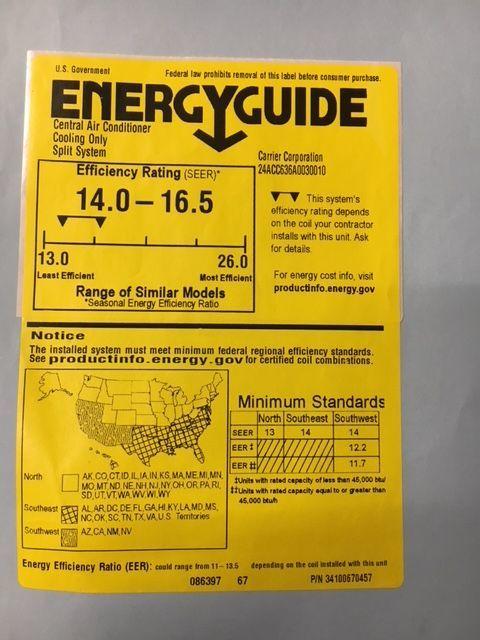 U.S. Government
Federal law prohibits removal of this label before consumer purchase.
ENERGYGUIDE
Central Air Conditioner
Cooling Only
Split System
Carrier Corporation
24ACC636A0030010
Efficiency Rating (SEER)*
14.0 – 16.5
13.0
26.0
Least Efficient
Most Efficient
Range of Similar Models
*Seasonal Energy Efficiency Ratio
This system's
efficiency rating depends
on the coil your contractor
installs with this unit. Ask
for details.
For energy cost info, visit
productinfo.energy.gov
Notice
The installed system must meet minimum federal regional efficiency standards.
See productinfo.energy.gov for certified coil combinations.
Minimum Standards
North Southeast Southwest
SEER 13 14 14
EER ‡ 12.2
EER ‡‡ 11.7
‡Units with rated capacity of less than 45,000 btu/
‡‡Units with rated capacity equal to or greater than
45,000 btu/h
North AK,CO,CT,ID,IL,IA,IN,KS,MA,ME,MI,MN,
MO,MT,ND,NE,NH,NJ,NY,OH,OR,PA,RI,
SD,UT,VT,WA,WV,WI,WY
Southeast AL,AR,DC,DE,FL,GA,HI,KY,LA,MD,MS,
NC,OK,SC,TN,TX,VA,U.S. Territories
Southwest AZ,CA,NM,NV
Energy Efficiency Ratio (EER): could range from 11– 13.5 depending on the coil installed with this unit
086397 67 P/N 34100670457